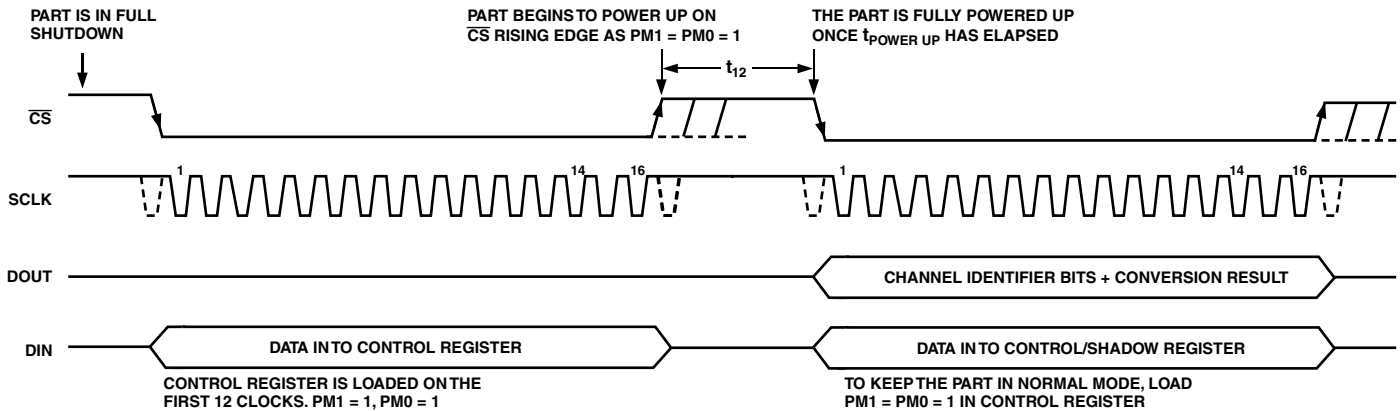 PART IS IN FULL
SHUTDOWN
PART BEGINS TO POWER UP ON
CS RISING EDGE AS PM1 = PM0 = 1
THE PART IS FULLY POWERED UP
ONCE tPOWER UP HAS ELAPSED
t12
CS
1 14 16 1 14 16
SCLK
DOUT
CHANNEL IDENTIFIER BITS + CONVERSION RESULT
DIN
DATA INTO CONTROL REGISTER
DATA INTO CONTROL/SHADOW REGISTER
CONTROL REGISTER IS LOADED ON THE
FIRST 12 CLOCKS. PM1 = 1, PM0 = 1
TO KEEP THE PART IN NORMAL MODE, LOAD
PM1 = PM0 = 1 IN CONTROL REGISTER